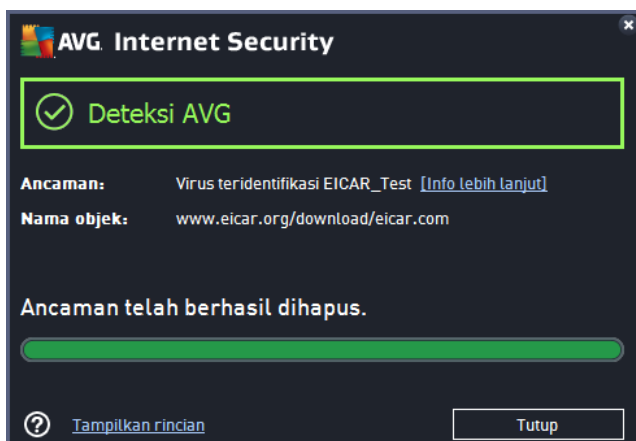 AVG. Internet Security
Deteksi AVG
Ancaman: Virus teridentifikasi EICAR_Test [Info lebih lanjut]
Nama objek: www.eicar.org/download/eicar.com
Ancaman telah berhasil dihapus.
? Tampilkan rincian Tutup